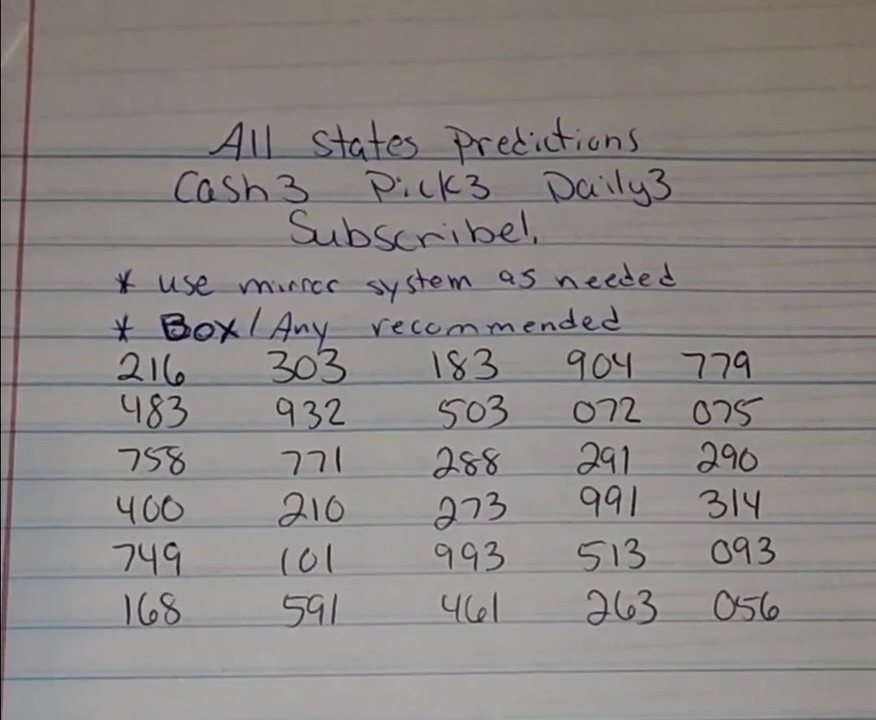 All states predictions
Cash3 Pick3 Daily3
Subscribe!
* use mirror system as needed
* Box/Any recommended
216 303 183 904 779
483 932 503 072 075
758 771 288 291 290
400 210 273 991 314
749 101 993 513 093
168 591 461 263 056